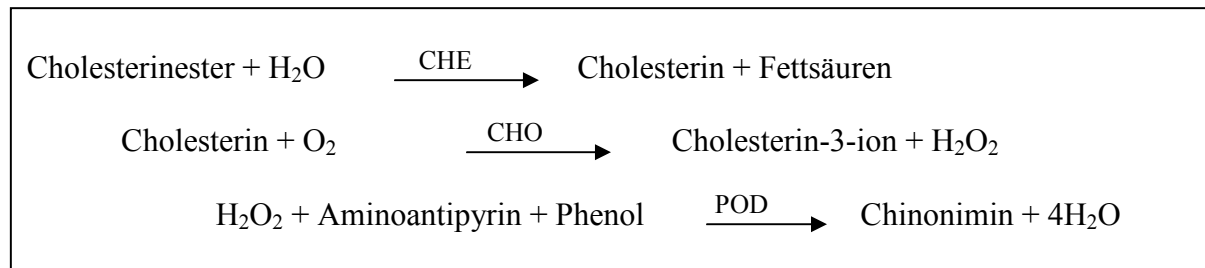 Cholesterinester + H₂O CHE Cholesterin + Fettsäuren
Cholesterin + O₂ CHO Cholesterin-3-ion + H₂O₂
H₂O₂ + Aminoantipyrin + Phenol POD Chinonimin + 4H₂O